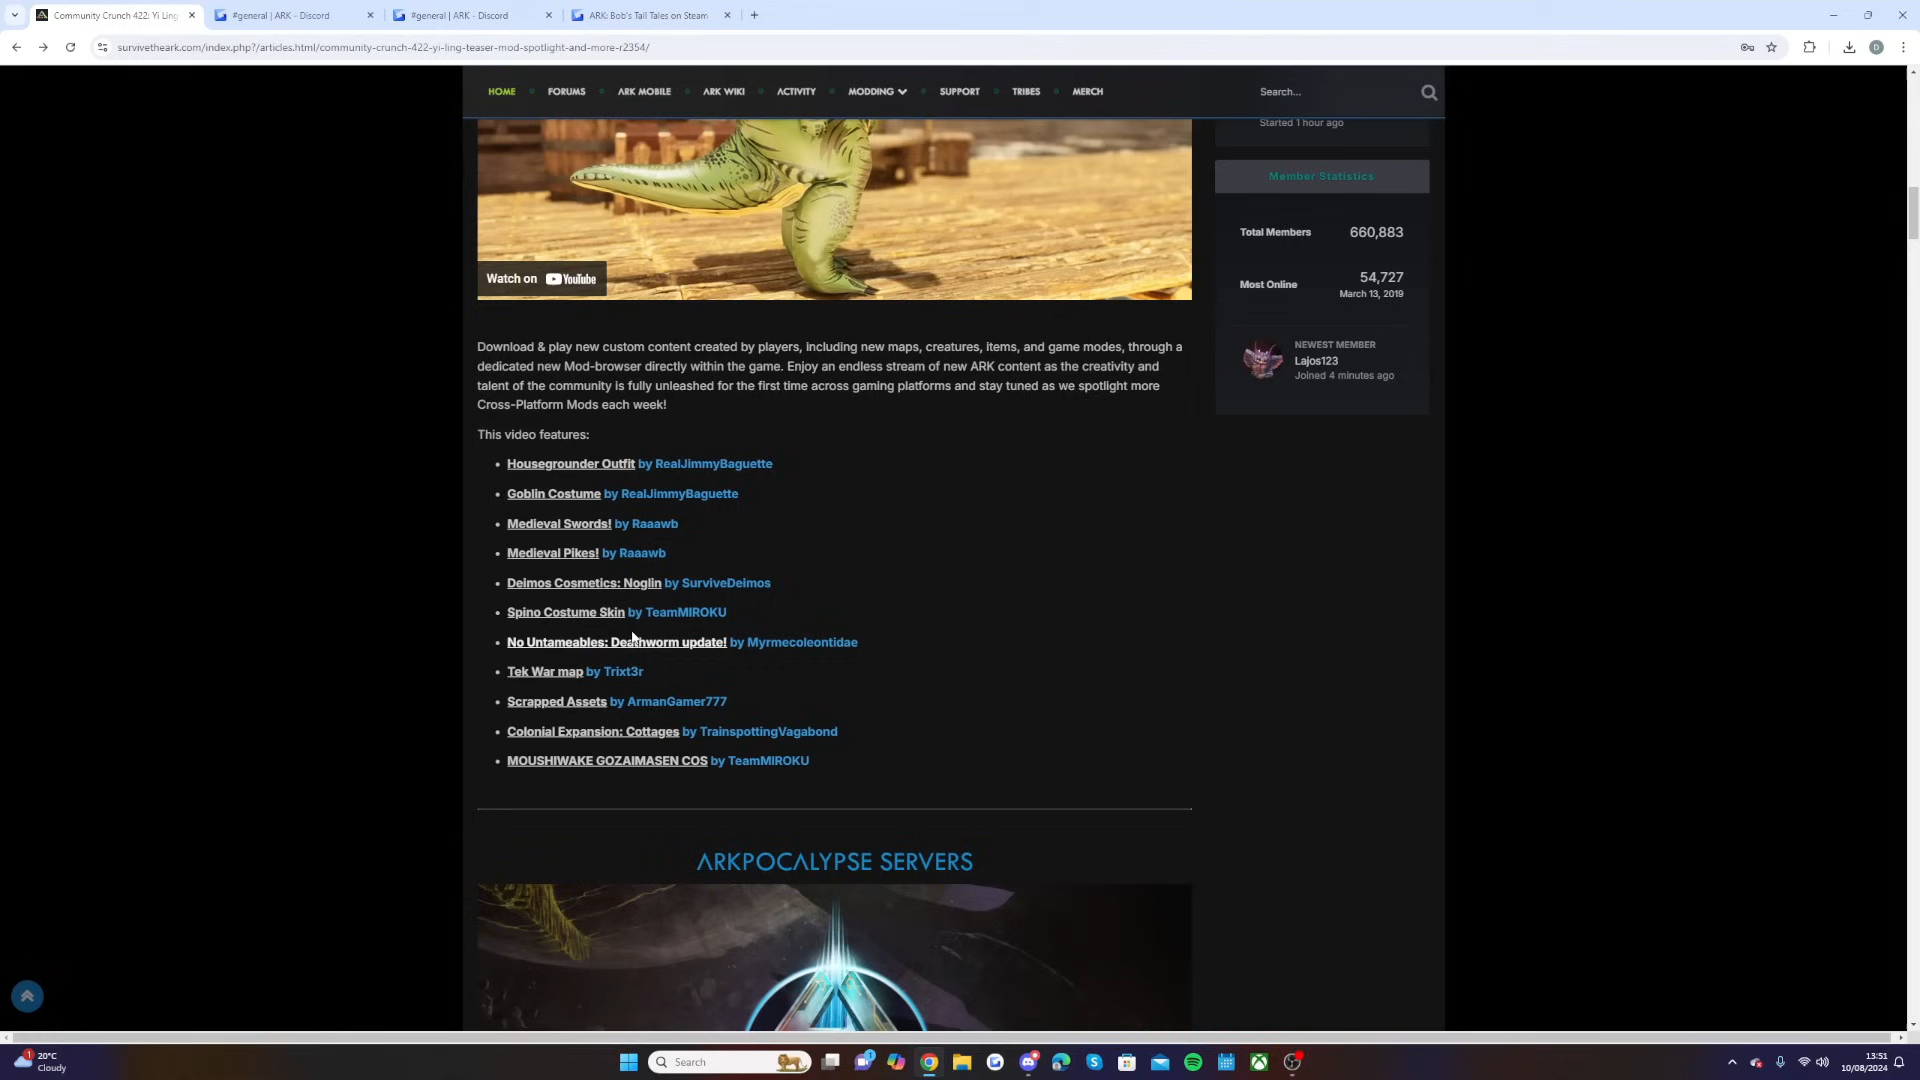 Community Crunch 422: Yi Ling
#general | ARK - Discord
#general | ARK - Discord
ARK: Bob's Tall Tales on Steam
survivetheark.com/index.php?/articles.html/community-crunch-422-yi-ling-teaser-mod-spotlight-and-more-r2354/
D
HOME
FORUMS
ARK MOBILE
ARK WIKI
ACTIVITY
MODDING
SUPPORT
TRIBES
MERCH
Search...
Started 1 hour ago
Member Statistics
Total Members 660,883
Most Online 54,727
March 13, 2019
NEWEST MEMBER
Lajos123
Joined 4 minutes ago
Watch on YouTube
Download & play new custom content created by players, including new maps, creatures, items, and game modes, through a
dedicated new Mod-browser directly within the game. Enjoy an endless stream of new ARK content as the creativity and
talent of the community is fully unleashed for the first time across gaming platforms and stay tuned as we spotlight more
Cross-Platform Mods each week!
This video features:
• Housegrounder Outfit by RealJimmyBaguette
• Goblin Costume by RealJimmyBaguette
• Medieval Swords! by Raaawb
• Medieval Pikes! by Raaawb
• Deimos Cosmetics: Noglin by SurviveDeimos
• Spino Costume Skin by TeamMIROKU
• No Untameables: Deathworm update! by Myrmecoleontidae
• Tek War map by Trixt3r
• Scrapped Assets by ArmanGamer777
• Colonial Expansion: Cottages by TrainspottingVagabond
• MOUSHIWAKE GOZAIMASEN COS by TeamMIROKU
ARKPOCALYPSE SERVERS
1
20°C
Cloudy
Search
1
13:51
10/08/2024